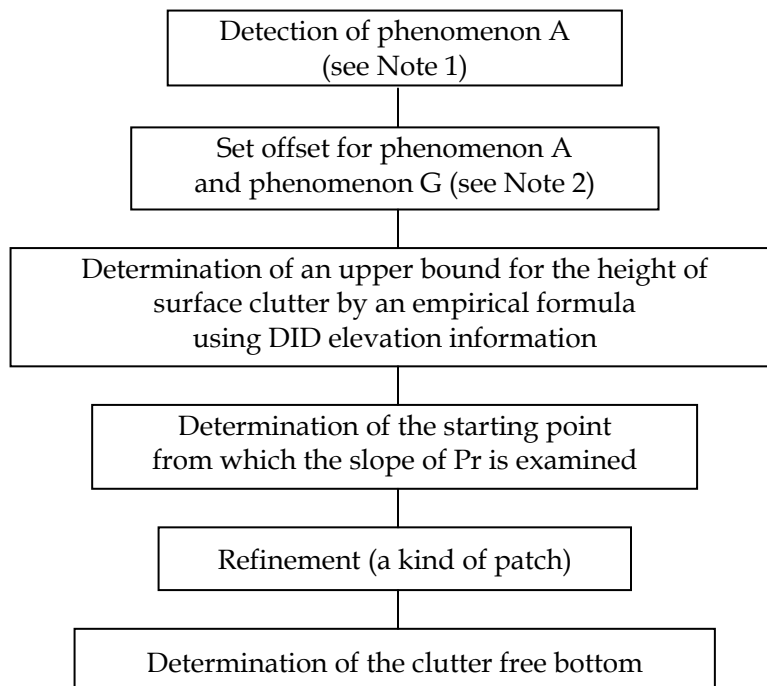 Detection of phenomenon A
(see Note 1)
Set offset for phenomenon A
and phenomenon G (see Note 2)
Determination of an upper bound for the height of
surface clutter by an empirical formula
using DID elevation information
Determination of the starting point
from which the slope of Pr is examined
Refinement (a kind of patch)
Determination of the clutter free bottom